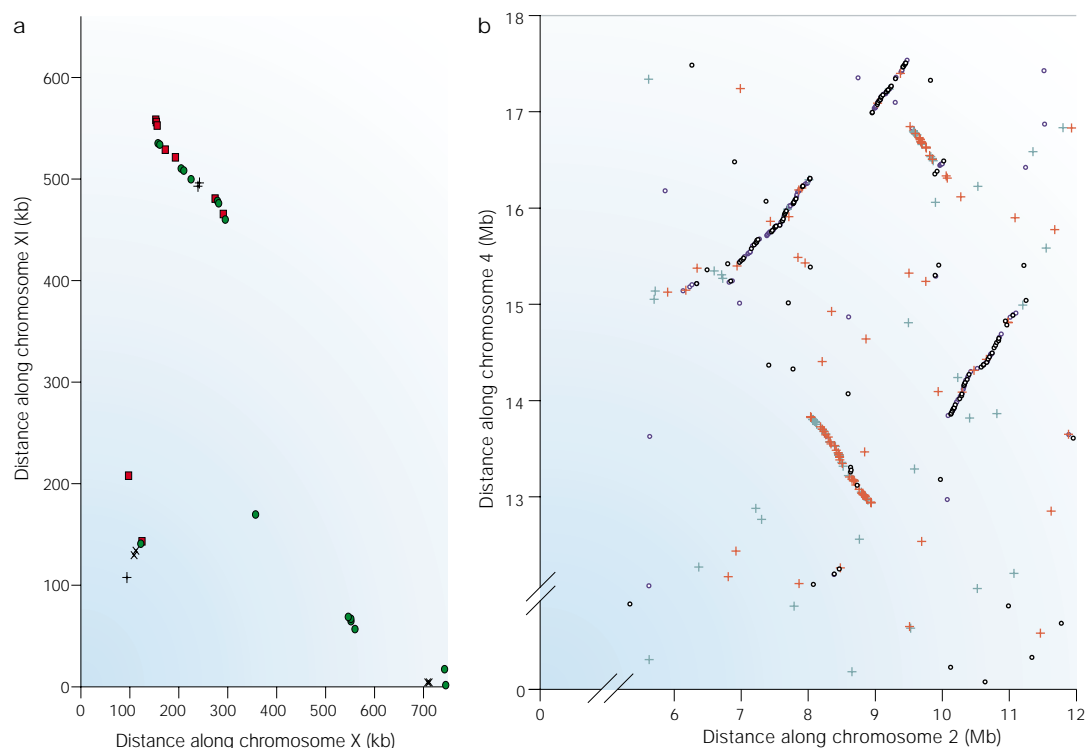 a
600
500
400
300
200
100
0
Distance along chromosome XI (kb)
0 100 200 300 400 500 600 700
Distance along chromosome X (kb)
b
18
17
16
15
14
13
0
Distance along chromosome 4 (Mb)
0 6 7 8 9 10 11 12
Distance along chromosome 2 (Mb)